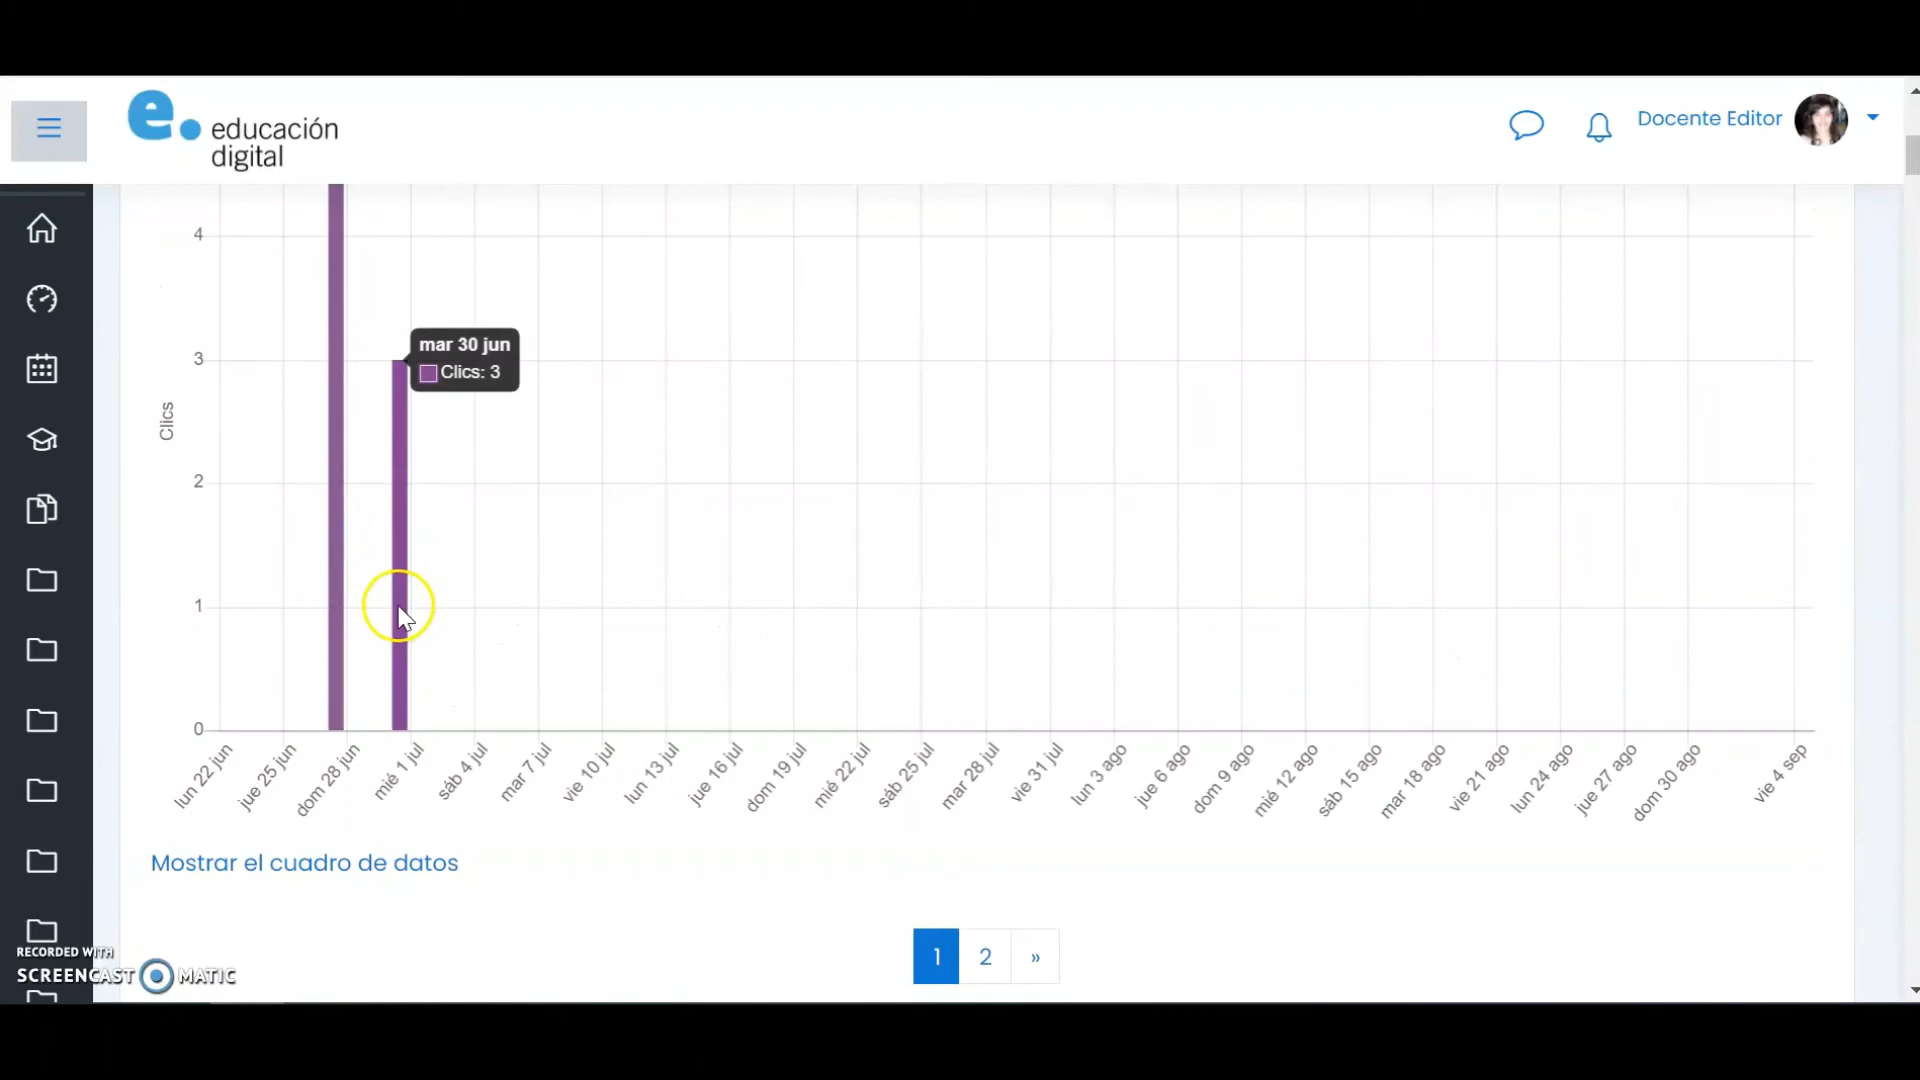 e. educación
digital
Docente Editor
4
3
2
1
0
Clics
mar 30 jun
Clics: 3
lun 22 jun
jue 25 jun
dom 28 jun
mié 1 jul
sáb 4 jul
mar 7 jul
vie 10 jul
lun 13 jul
jue 16 jul
dom 19 jul
mié 22 jul
sáb 25 jul
mar 28 jul
vie 31 jul
lun 3 ago
jue 6 ago
dom 9 ago
mié 12 ago
sáb 15 ago
mar 18 ago
vie 21 ago
lun 24 ago
jue 27 ago
dom 30 ago
vie 4 sep
Mostrar el cuadro de datos
1 2 »
RECORDED WITH
SCREENCAST MATIC